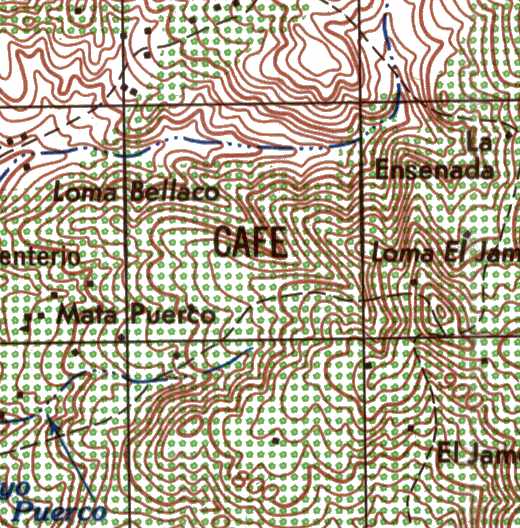 La
Ensenada
Loma Bellaco
CAFE
Loma El Jam
enterio
Mata Puerco
El Jam
yo
Puerco